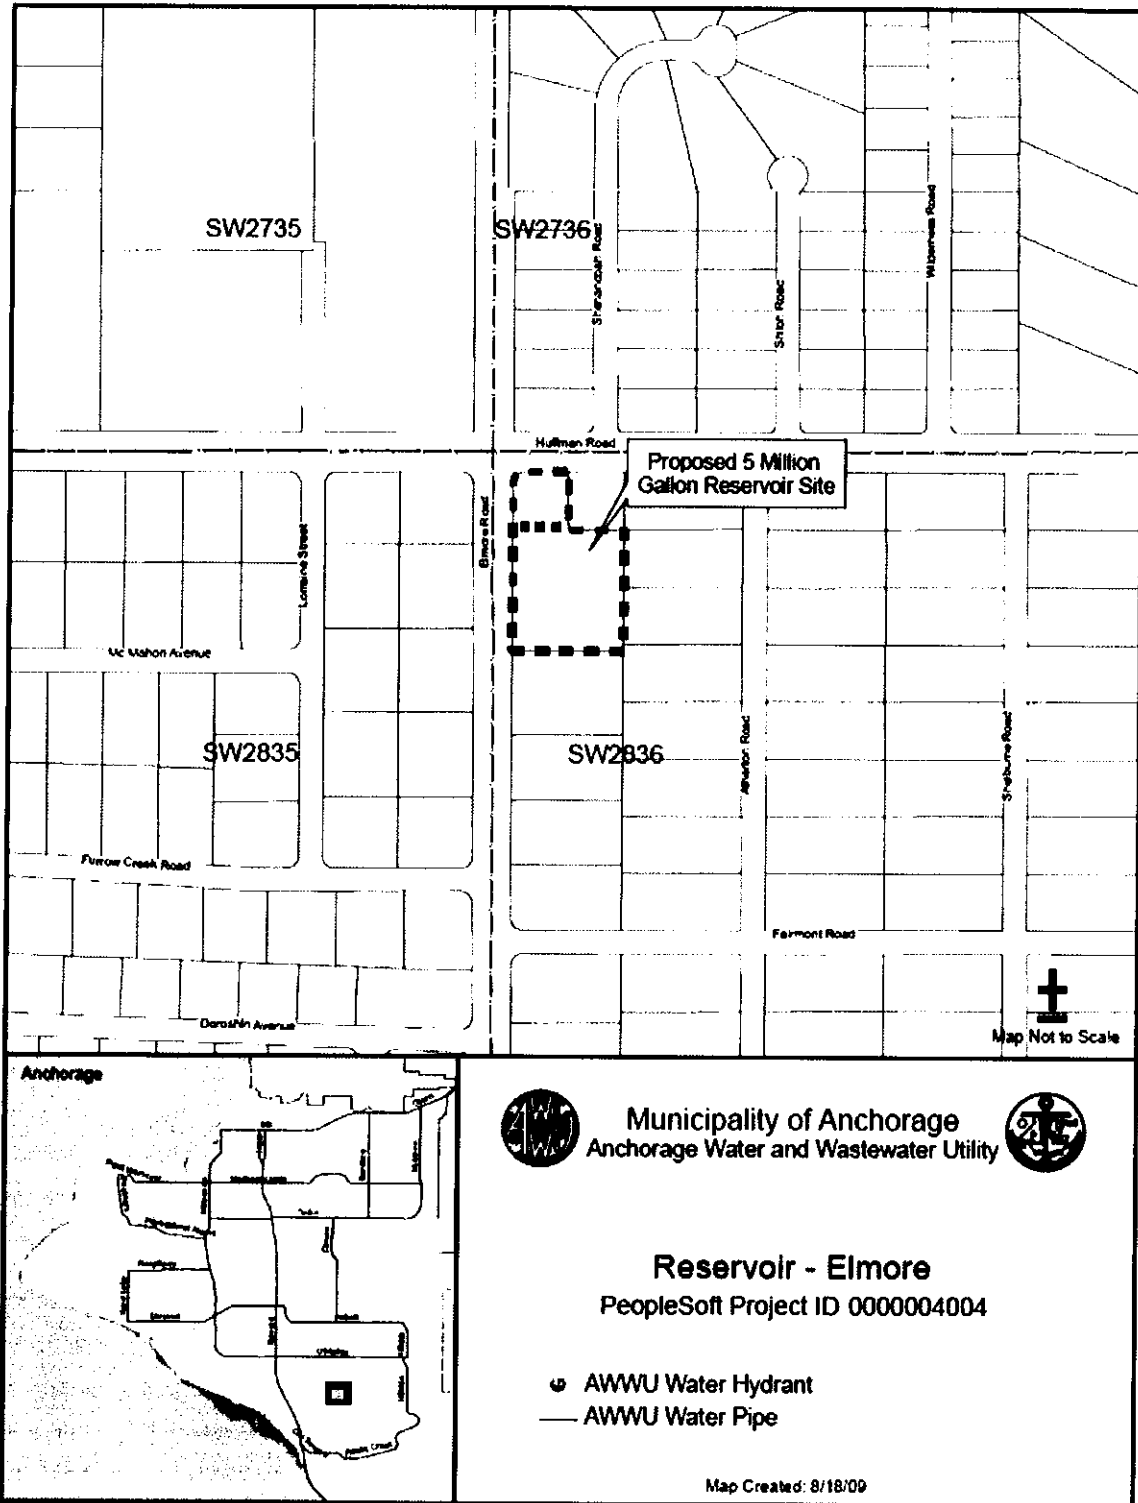 SW2735
SW2736
Shenandoah Road
Shiloh Road
Wilderness Road
Huffman Road
Proposed 5 Million
Gallon Reservoir Site
Elmore Road
Lorraine Street
Mc Mahon Avenue
SW2835
SW2836
Atherton Road
Shelburne Road
Furrow Creek Road
Fairmont Road
Doroshin Avenue
Map Not to Scale
Anchorage
Municipality of Anchorage
Anchorage Water and Wastewater Utility
Reservoir - Elmore
PeopleSoft Project ID 0000004004
AWWU Water Hydrant
AWWU Water Pipe
Map Created: 8/18/09